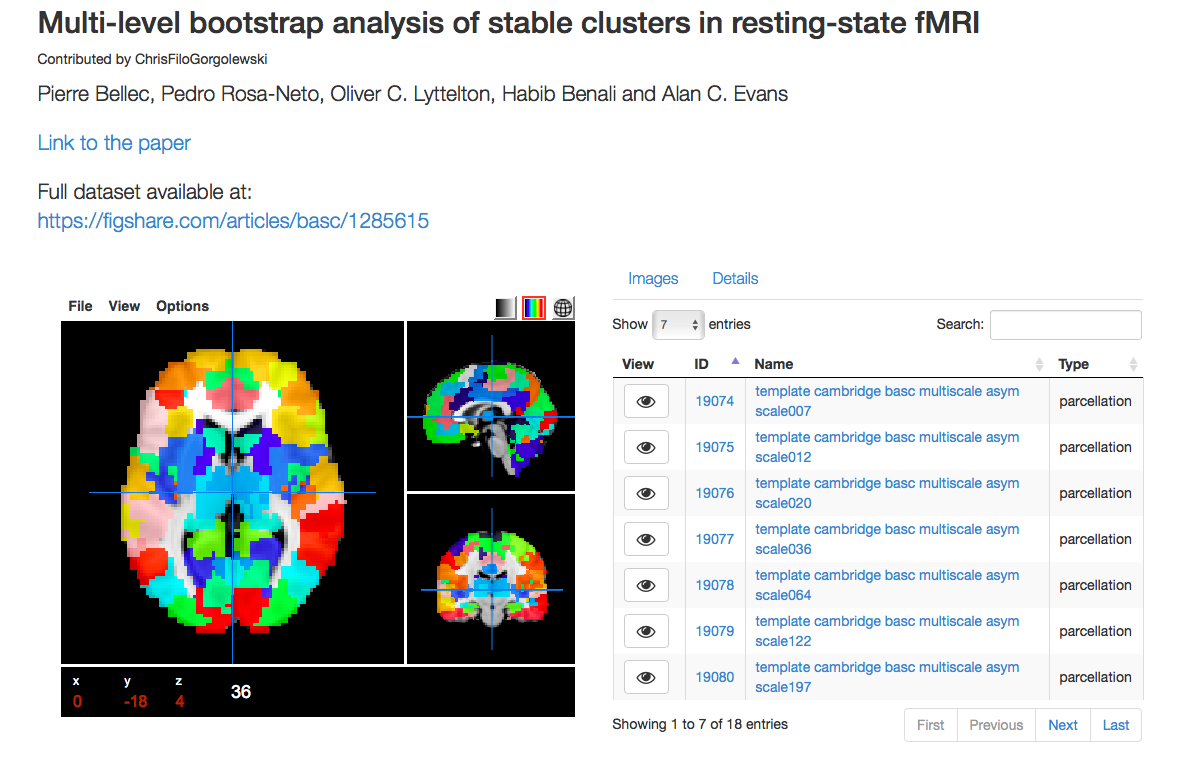 Multi-level bootstrap analysis of stable clusters in resting-state fMRI
Contributed by ChrisFiloGorgolewski
Pierre Bellec, Pedro Rosa-Neto, Oliver C. Lyttelton, Habib Benali and Alan C. Evans
Link to the paper
Full dataset available at:
https://figshare.com/articles/basc/1285615
Images Details
File View Options
Show 7 entries Search:
View ID Name Type
19074 template cambridge basc multiscale asym scale007 parcellation
19075 template cambridge basc multiscale asym scale012 parcellation
19076 template cambridge basc multiscale asym scale020 parcellation
19077 template cambridge basc multiscale asym scale036 parcellation
19078 template cambridge basc multiscale asym scale064 parcellation
19079 template cambridge basc multiscale asym scale122 parcellation
19080 template cambridge basc multiscale asym scale197 parcellation
x y z
0 -18 4 36
Showing 1 to 7 of 18 entries First Previous Next Last